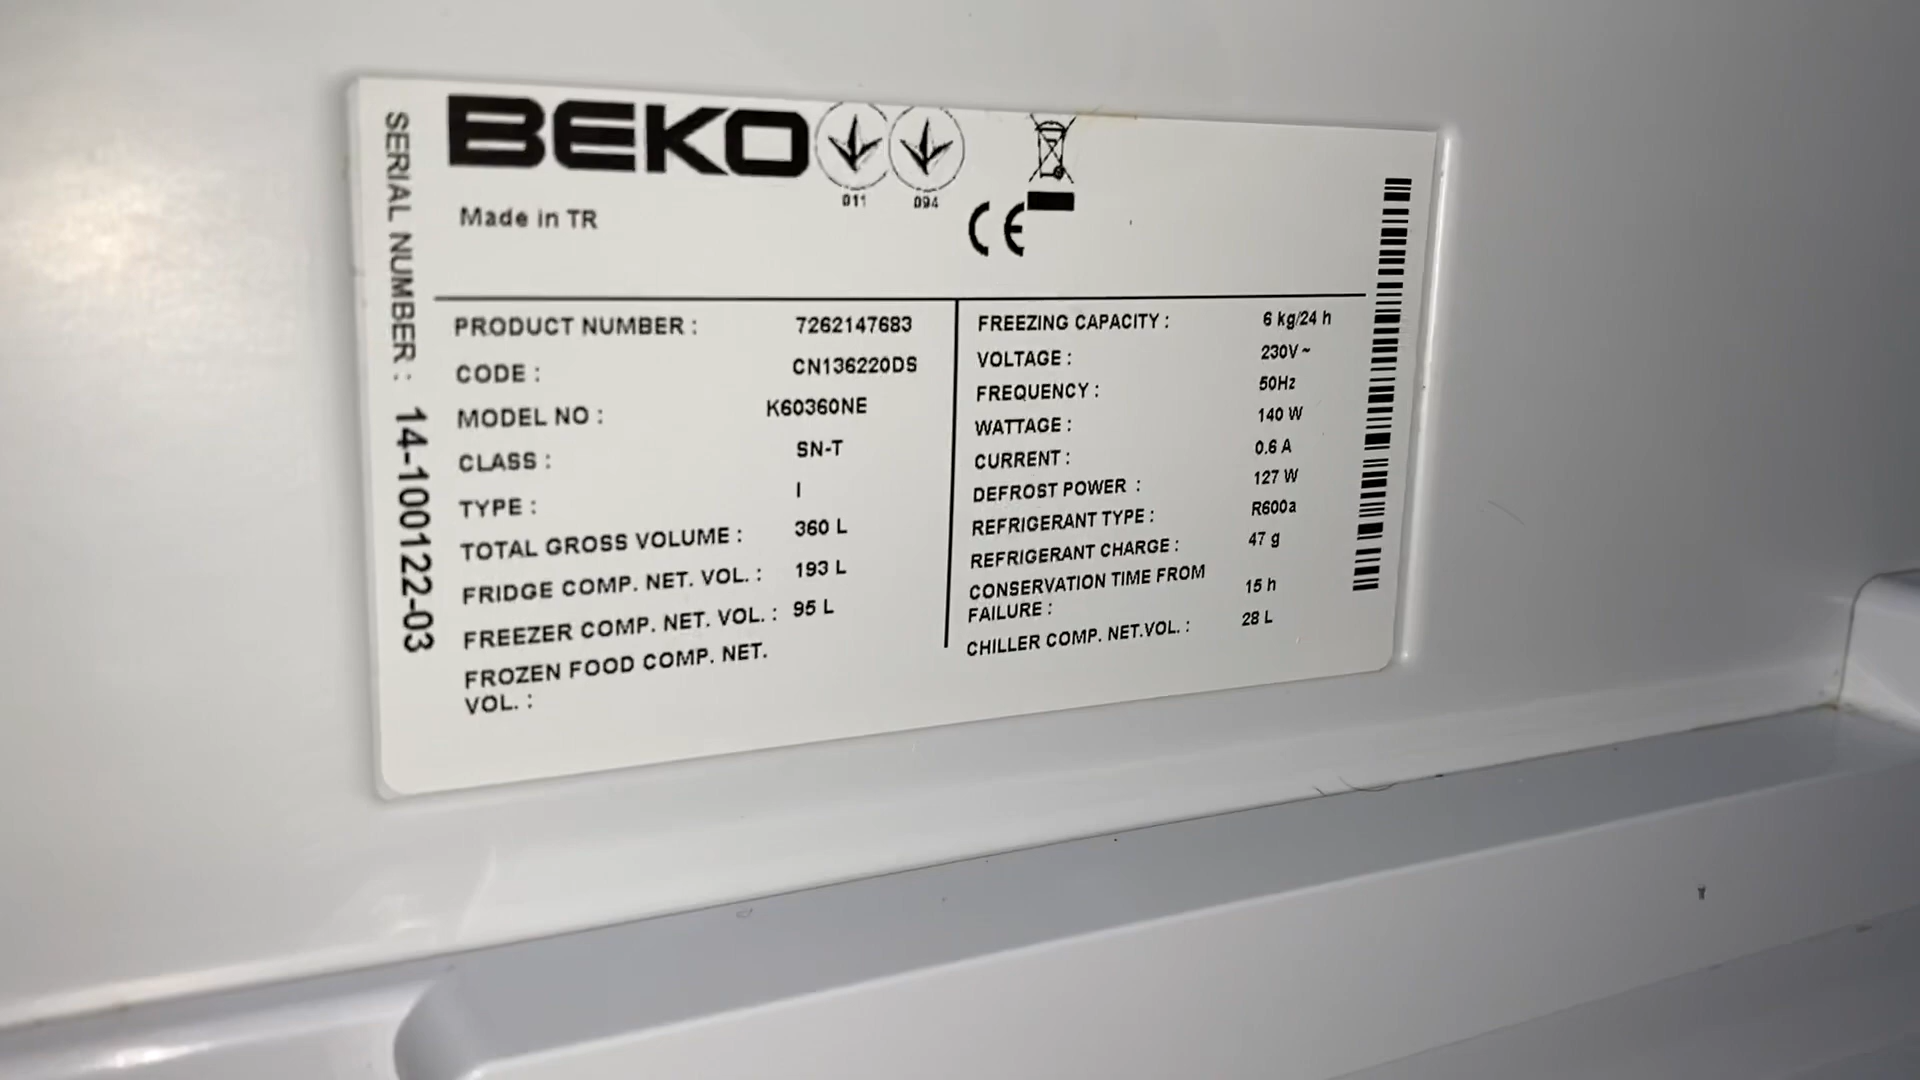 BEKO
011 094
Made in TR
CE
SERIAL NUMBER : 14-100122-03
PRODUCT NUMBER : 7262147683
CODE : CN136220DS
MODEL NO : K60360NE
CLASS : SN-T
TYPE : I
TOTAL GROSS VOLUME : 360 L
FRIDGE COMP. NET. VOL. : 193 L
FREEZER COMP. NET. VOL. : 95 L
FROZEN FOOD COMP. NET.
VOL. :
FREEZING CAPACITY : 6 kg/24 h
VOLTAGE : 230V ~
FREQUENCY : 50Hz
WATTAGE : 140 W
CURRENT : 0.6 A
DEFROST POWER : 127 W
REFRIGERANT TYPE : R600a
REFRIGERANT CHARGE : 47 g
CONSERVATION TIME FROM
FAILURE : 15 h
CHILLER COMP. NET.VOL. : 28 L